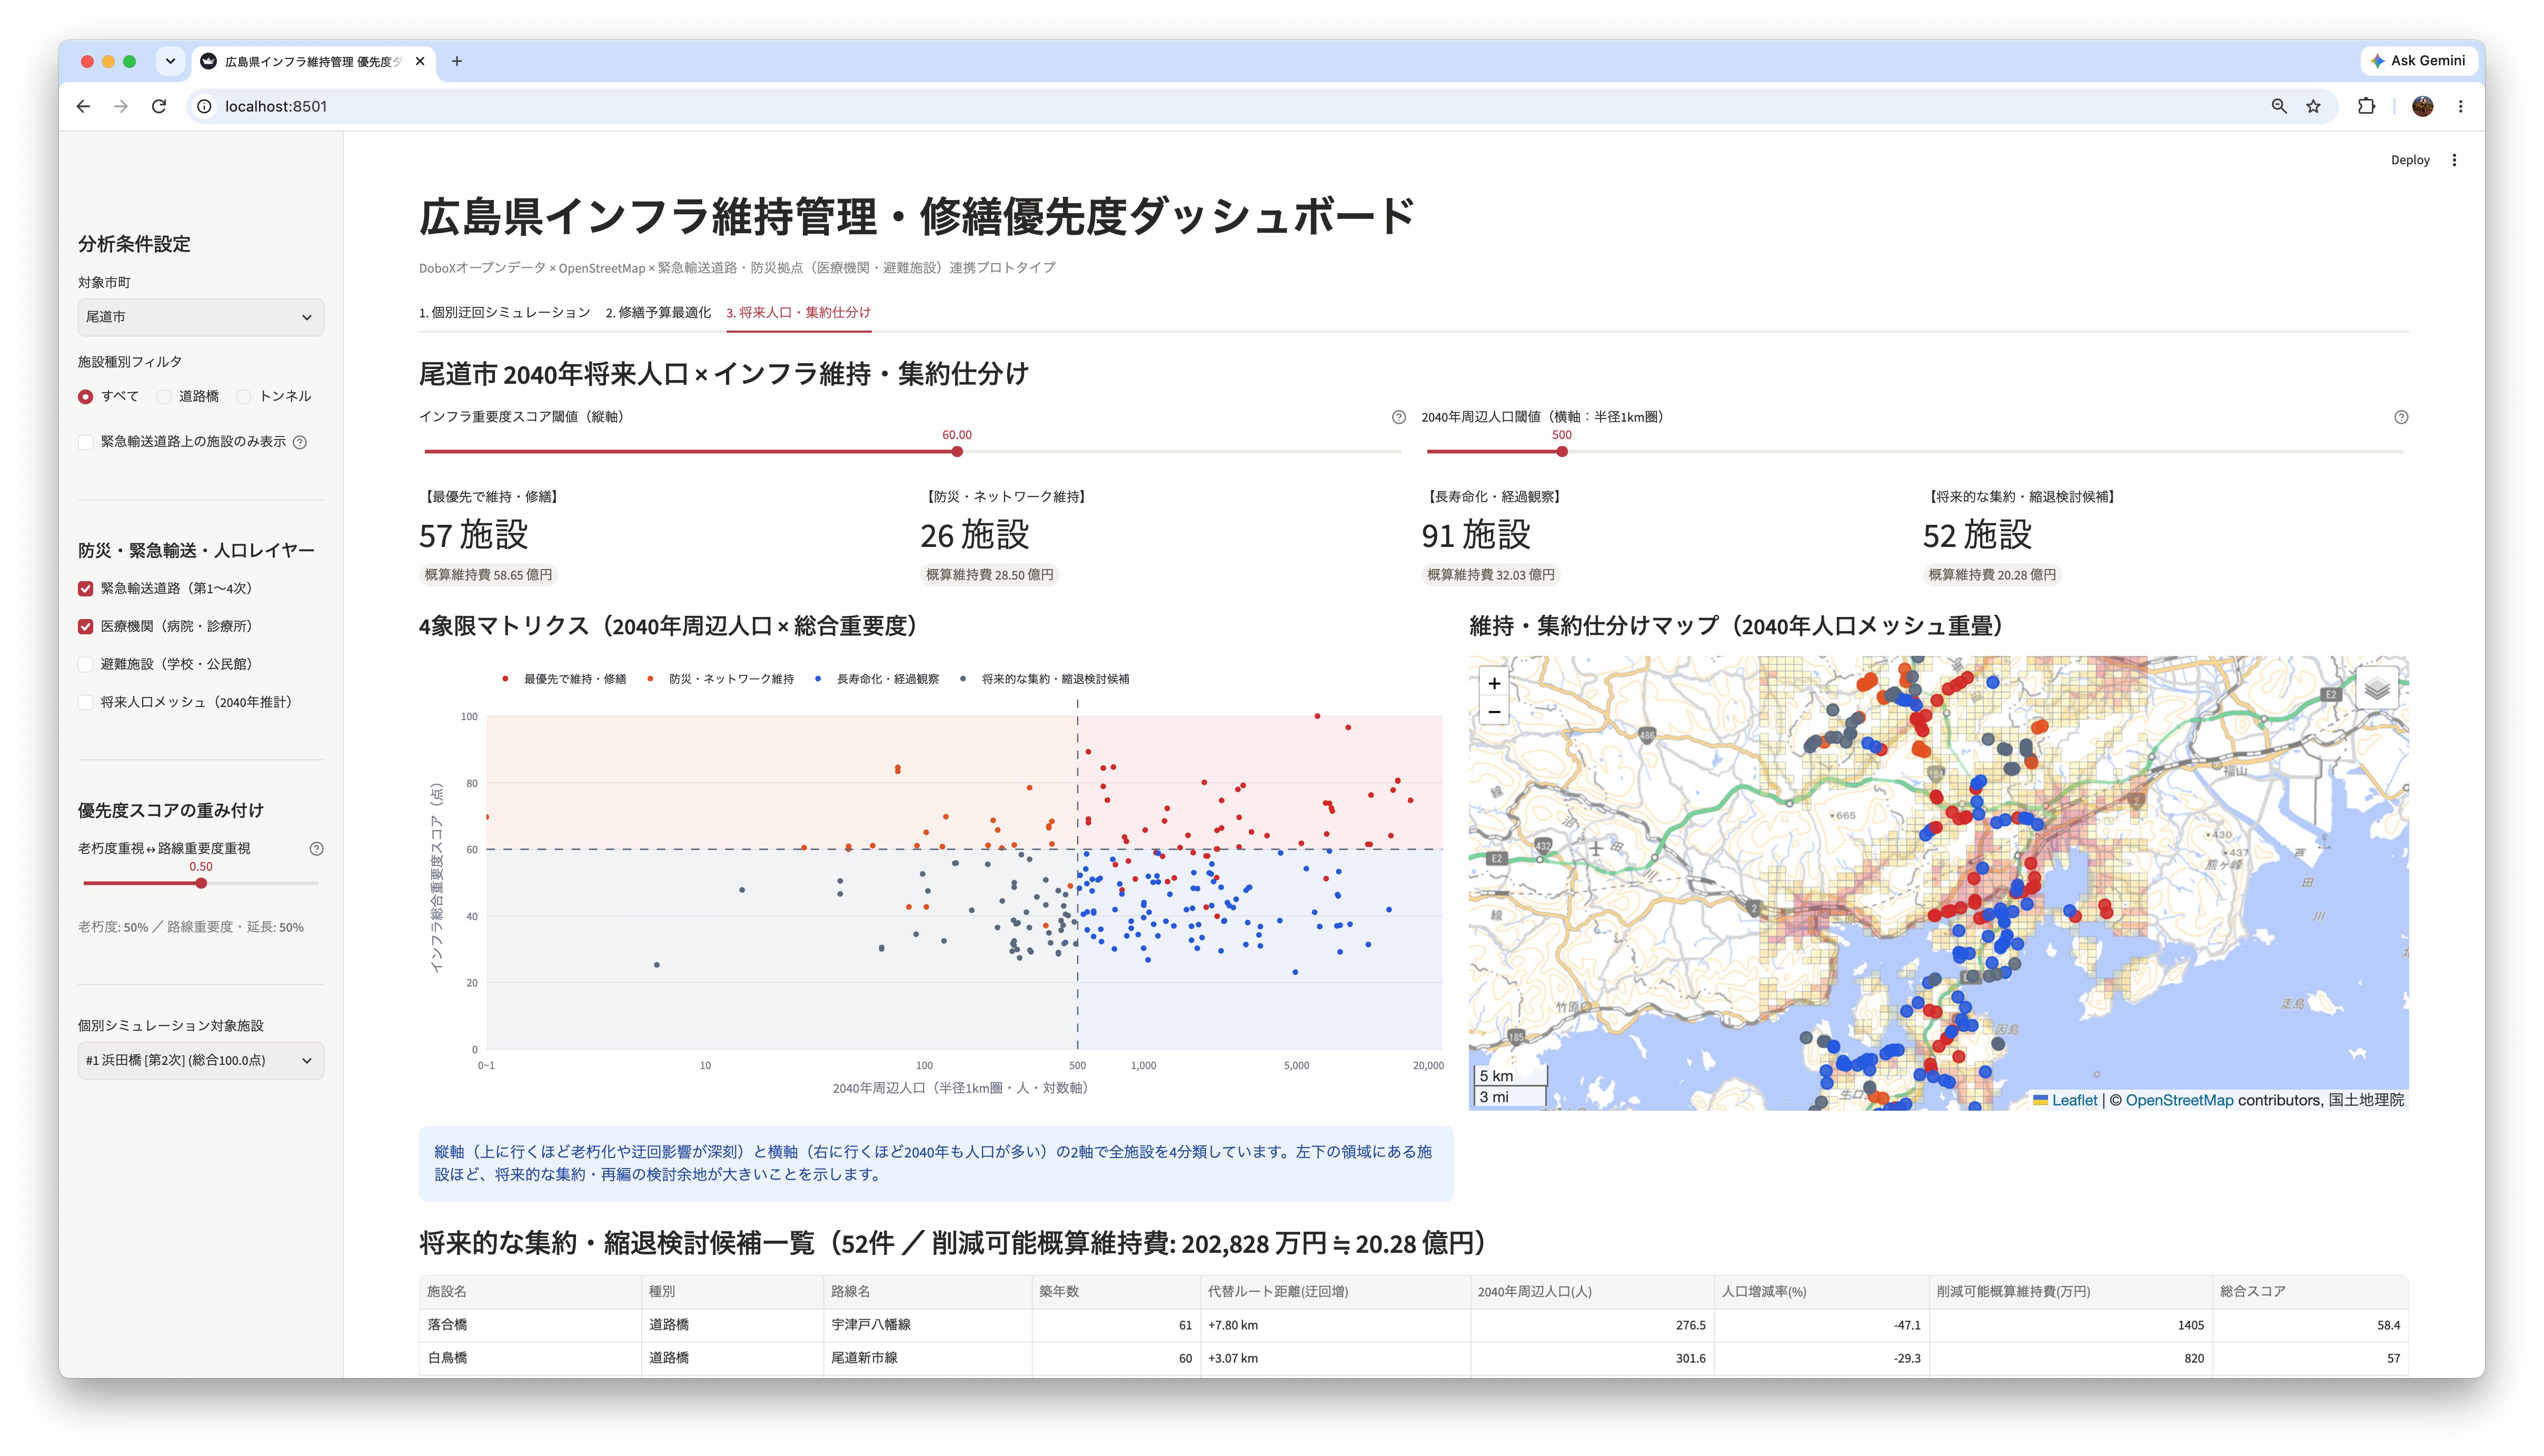 広島県インフラ維持管理 優先度ダ
Ask Gemini
localhost:8501
Deploy
分析条件設定
対象市町
尾道市
施設種別フィルタ
すべて 道路橋 トンネル
緊急輸送道路上の施設のみ表示
防災・緊急輸送・人口レイヤー
緊急輸送道路（第1〜4次）
医療機関（病院・診療所）
避難施設（学校・公民館）
将来人口メッシュ（2040年推計）
優先度スコアの重み付け
老朽度重視↔路線重要度重視
0.50
老朽度: 50% ／ 路線重要度・延長: 50%
個別シミュレーション対象施設
#1 浜田橋 [第2次] (総合100.0点)
広島県インフラ維持管理・修繕優先度ダッシュボード
DoboXオープンデータ × OpenStreetMap × 緊急輸送道路・防災拠点（医療機関・避難施設）連携プロトタイプ
1. 個別迂回シミュレーション 2. 修繕予算最適化 3. 将来人口・集約仕分け
尾道市 2040年将来人口 × インフラ維持・集約仕分け
インフラ重要度スコア閾値（縦軸）
60.00
2040年周辺人口閾値（横軸：半径1km圏）
500
【最優先で維持・修繕】
57 施設
概算維持費 58.65 億円
【防災・ネットワーク維持】
26 施設
概算維持費 28.50 億円
【長寿命化・経過観察】
91 施設
概算維持費 32.03 億円
【将来的な集約・縮退検討候補】
52 施設
概算維持費 20.28 億円
4象限マトリクス（2040年周辺人口 × 総合重要度）
最優先で維持・修繕 防災・ネットワーク維持 長寿命化・経過観察 将来的な集約・縮退検討候補
インフラ総合重要度スコア（点）
100
80
60
40
20
0
0~1 10 100 500 1,000 5,000 20,000
2040年周辺人口（半径1km圏・人・対数軸）
維持・集約仕分けマップ（2040年人口メッシュ重畳）
+
−
E2
486
福山
665
432
E2
430
437
2
2
竹原
185
因島
走島
田
川
線
線
5 km
3 mi
Leaflet | © OpenStreetMap contributors, 国土地理院
縦軸（上に行くほど老朽化や迂回影響が深刻）と横軸（右に行くほど2040年も人口が多い）の2軸で全施設を4分類しています。左下の領域にある施
設ほど、将来的な集約・再編の検討余地が大きいことを示します。
将来的な集約・縮退検討候補一覧（52件 ／ 削減可能概算維持費: 202,828 万円 ≒ 20.28 億円）
施設名 種別 路線名 築年数 代替ルート距離(迂回増) 2040年周辺人口(人) 人口増減率(%) 削減可能概算維持費(万円) 総合スコア
落合橋 道路橋 宇津戸八幡線 61 +7.80 km 276.5 -47.1 1405 58.4
白鳥橋 道路橋 尾道新市線 60 +3.07 km 301.6 -29.3 820 57